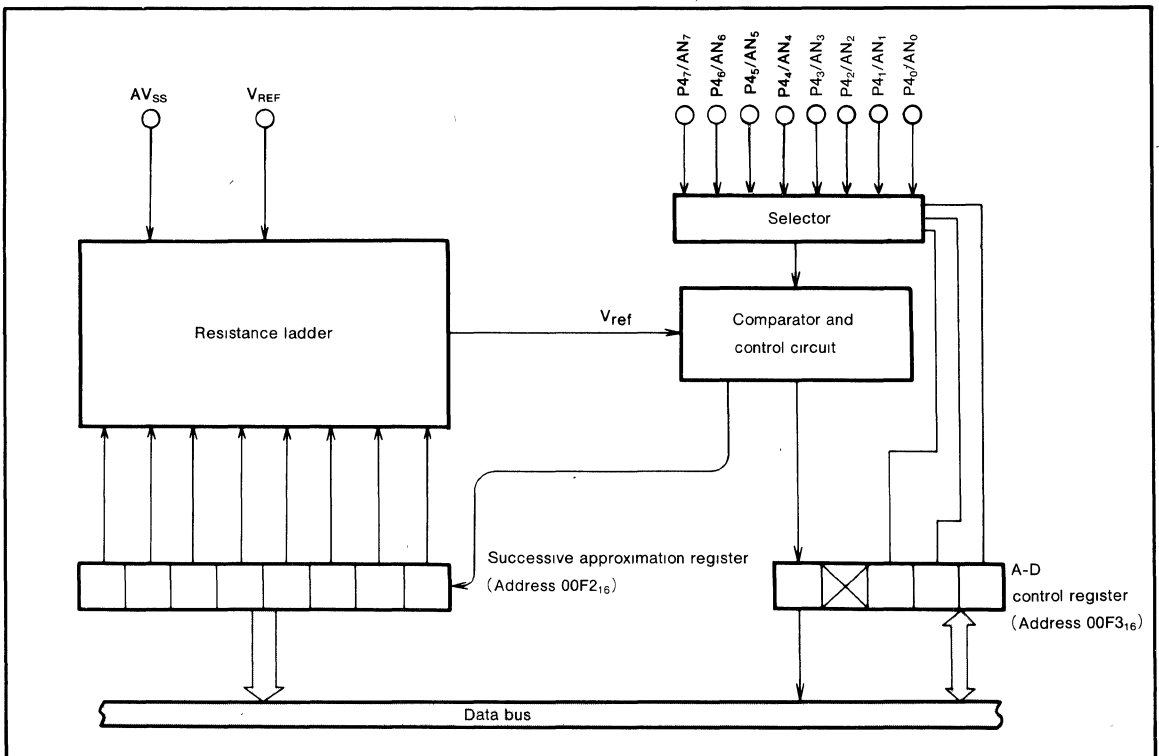 AVSS
VREF
P47/AN7
P46/AN6
P45/AN5
P44/AN4
P43/AN3
P42/AN2
P41/AN1
P40/AN0
Selector
Resistance ladder
Vref
Comparator and
control circuit
Successive approximation register
(Address 00F216)
A-D
control register
(Address 00F316)
Data bus